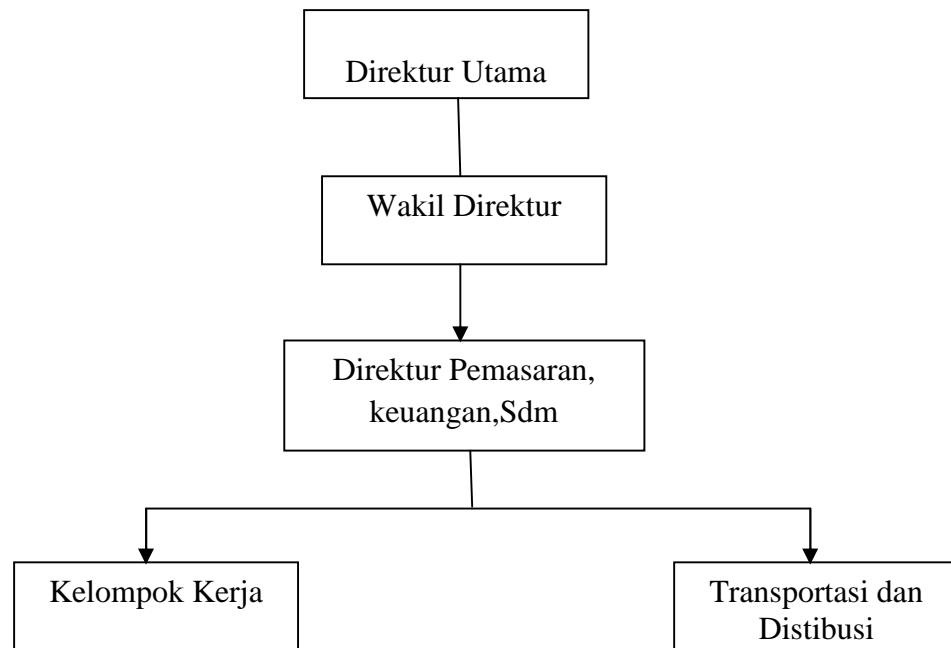 Direktur Utama
Wakil Direktur
Direktur Pemasaran,
keuangan,Sdm
Kelompok Kerja
Transportasi dan
Distibusi